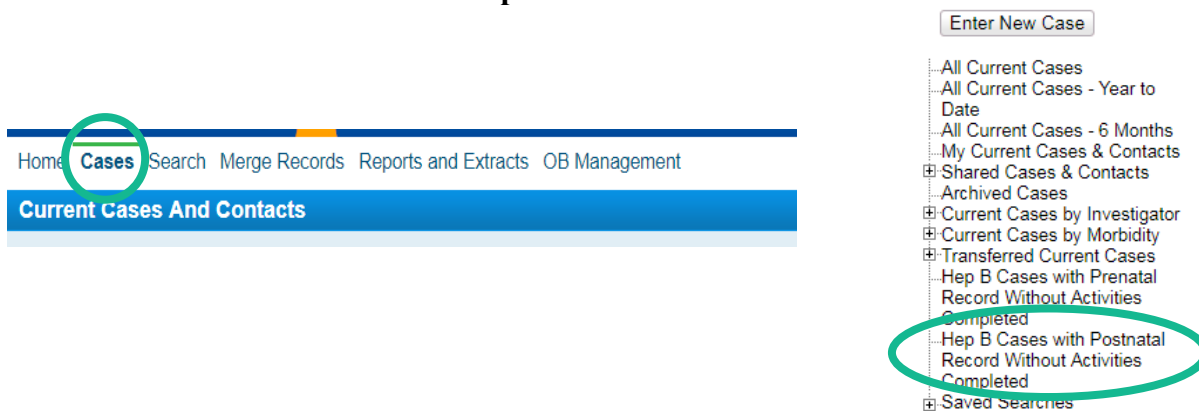 Home Cases Search Merge Records Reports and Extracts OB Management
Current Cases And Contacts
Enter New Case
All Current Cases
All Current Cases - Year to
Date
All Current Cases - 6 Months
My Current Cases & Contacts
Shared Cases & Contacts
Archived Cases
Current Cases by Investigator
Current Cases by Morbidity
Transferred Current Cases
Hep B Cases with Prenatal
Record Without Activities
Completed
Hep B Cases with Postnatal
Record Without Activities
Completed
Saved Searches